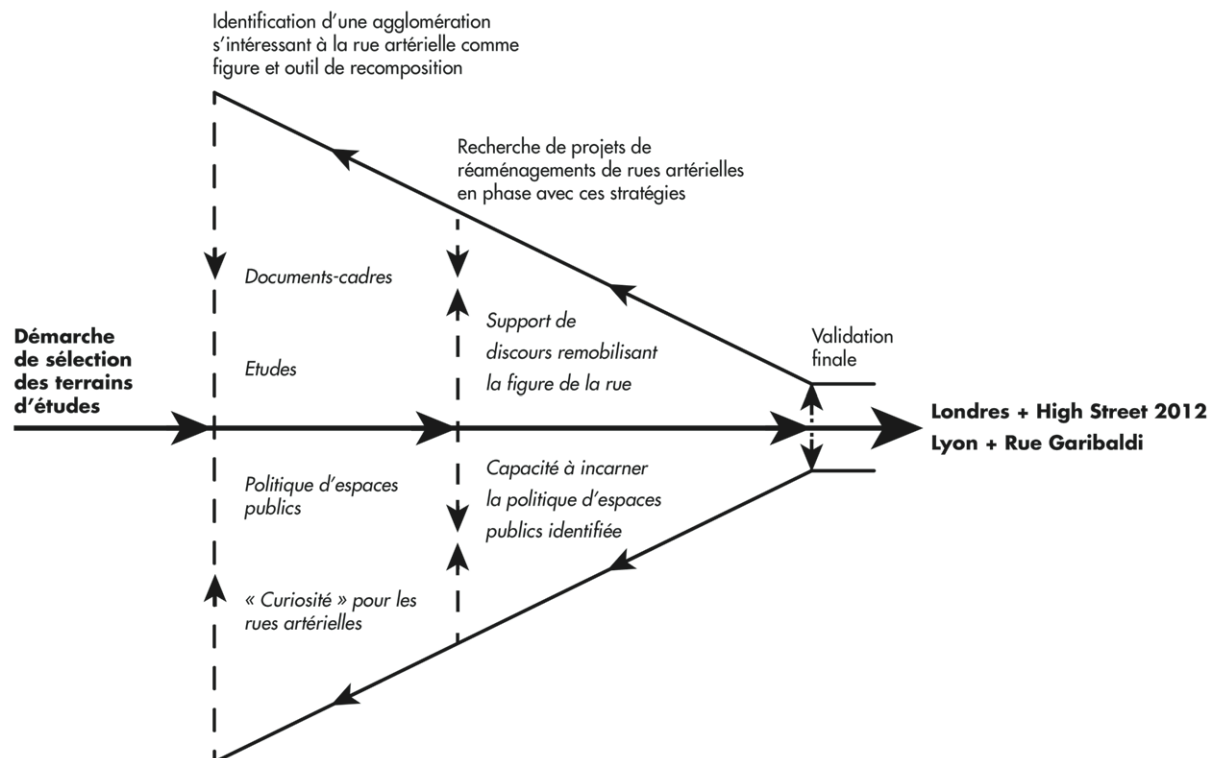 Identification d’une agglomération
s’intéressant à la rue artérielle comme
figure et outil de recomposition
Recherche de projets de
réaménagements de rues artérielles
en phase avec ces stratégies
Documents-cadres
Démarche
de sélection
des terrains
d’études
Etudes
Support de
discours remobilisant
la figure de la rue
Validation
finale
Londres + High Street 2012
Lyon + Rue Garibaldi
Politique d’espaces
publics
Capacité à incarner
la politique d’espaces
publics identifiée
« Curiosité » pour les
rues artérielles